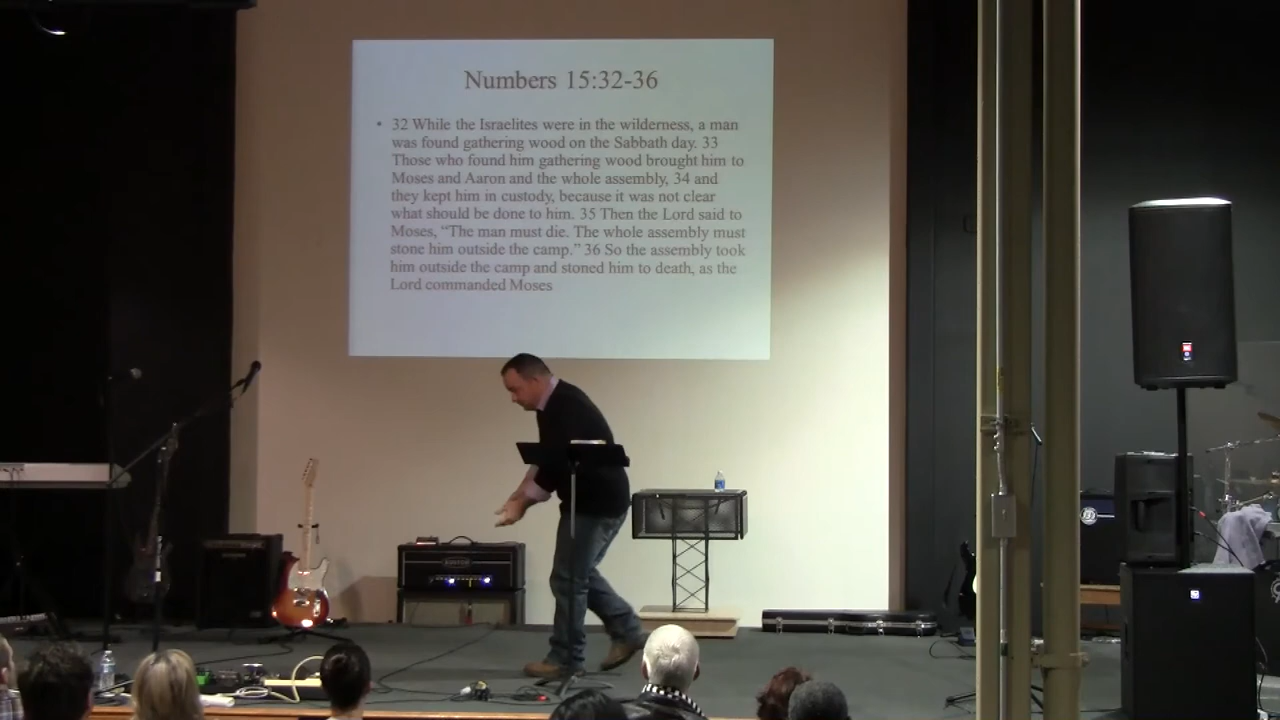 Numbers 15:32-36
• 32 While the Israelites were in the wilderness, a man
was found gathering wood on the Sabbath day. 33
Those who found him gathering wood brought him to
Moses and Aaron and the whole assembly, 34 and
they kept him in custody, because it was not clear
what should be done to him. 35 Then the Lord said to
Moses, “The man must die. The whole assembly must
stone him outside the camp.” 36 So the assembly took
him outside the camp and stoned him to death, as the
Lord commanded Moses